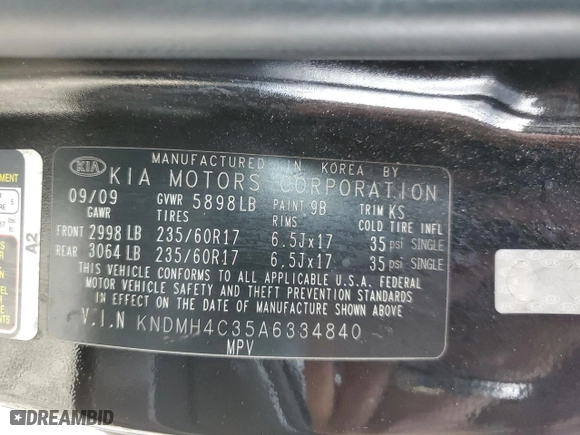 MANUFACTURED IN KOREA BY
KIA KIA MOTORS CORPORATION
09/09 GVWR 5898LB PAINT 9B TRIM KS
GAWR TIRES RIMS COLD TIRE INFL
FRONT 2998 LB 235/60R17 6.5Jx17 35 psi SINGLE
REAR 3064 LB 235/60R17 6.5Jx17 35 psi SINGLE
THIS VEHICLE CONFORMS TO ALL APPLICABLE U.S.A. FEDERAL
MOTOR VEHICLE SAFETY AND THEFT PREVENTION STANDARDS
IN EFFECT ON THE DATE OF MANUFACTURE SHOWN ABOVE
V.I.N KNDMH4C35A6334840
MPV
A2
DREAMBID